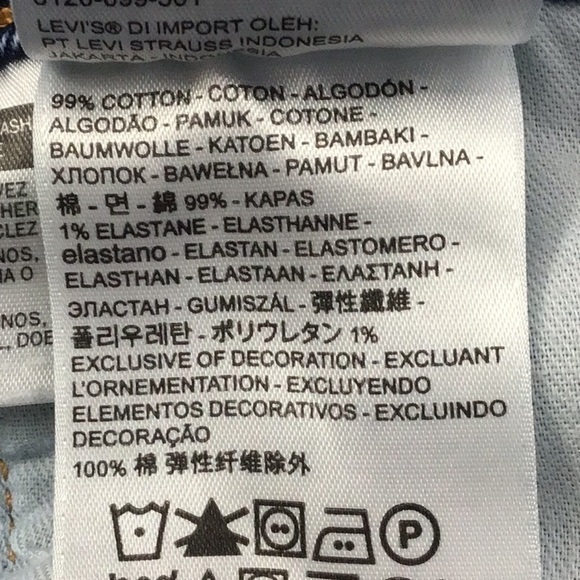 LEVI'S® DI IMPORT OLEH:
PT LEVI STRAUSS INDONESIA
JAKARTA - INDONESIA
99% COTTON - COTON - ALGODÓN -
ALGODÃO - PAMUK - COTONE -
BAUMWOLLE - KATOEN - BAMBAKI -
ХЛОПОК - BAWEŁNA - PAMUT - BAVLNA -
棉 - 면 - 綿 99% - KAPAS
1% ELASTANE - ELASTHANNE -
elastano - ELASTAN - ELASTOMERO -
ELASTHAN - ELASTAAN - ΕΛΑΣΤΑΝΗ -
ЭЛАСТАН - GUMISZÁL - 彈性纖維 -
폴리우레탄 - ポリウレタン 1%
EXCLUSIVE OF DECORATION - EXCLUANT
L'ORNEMENTATION - EXCLUYENDO
ELEMENTOS DECORATIVOS - EXCLUINDO
DECORAÇÃO
100% 棉 弹性纤维除外
P